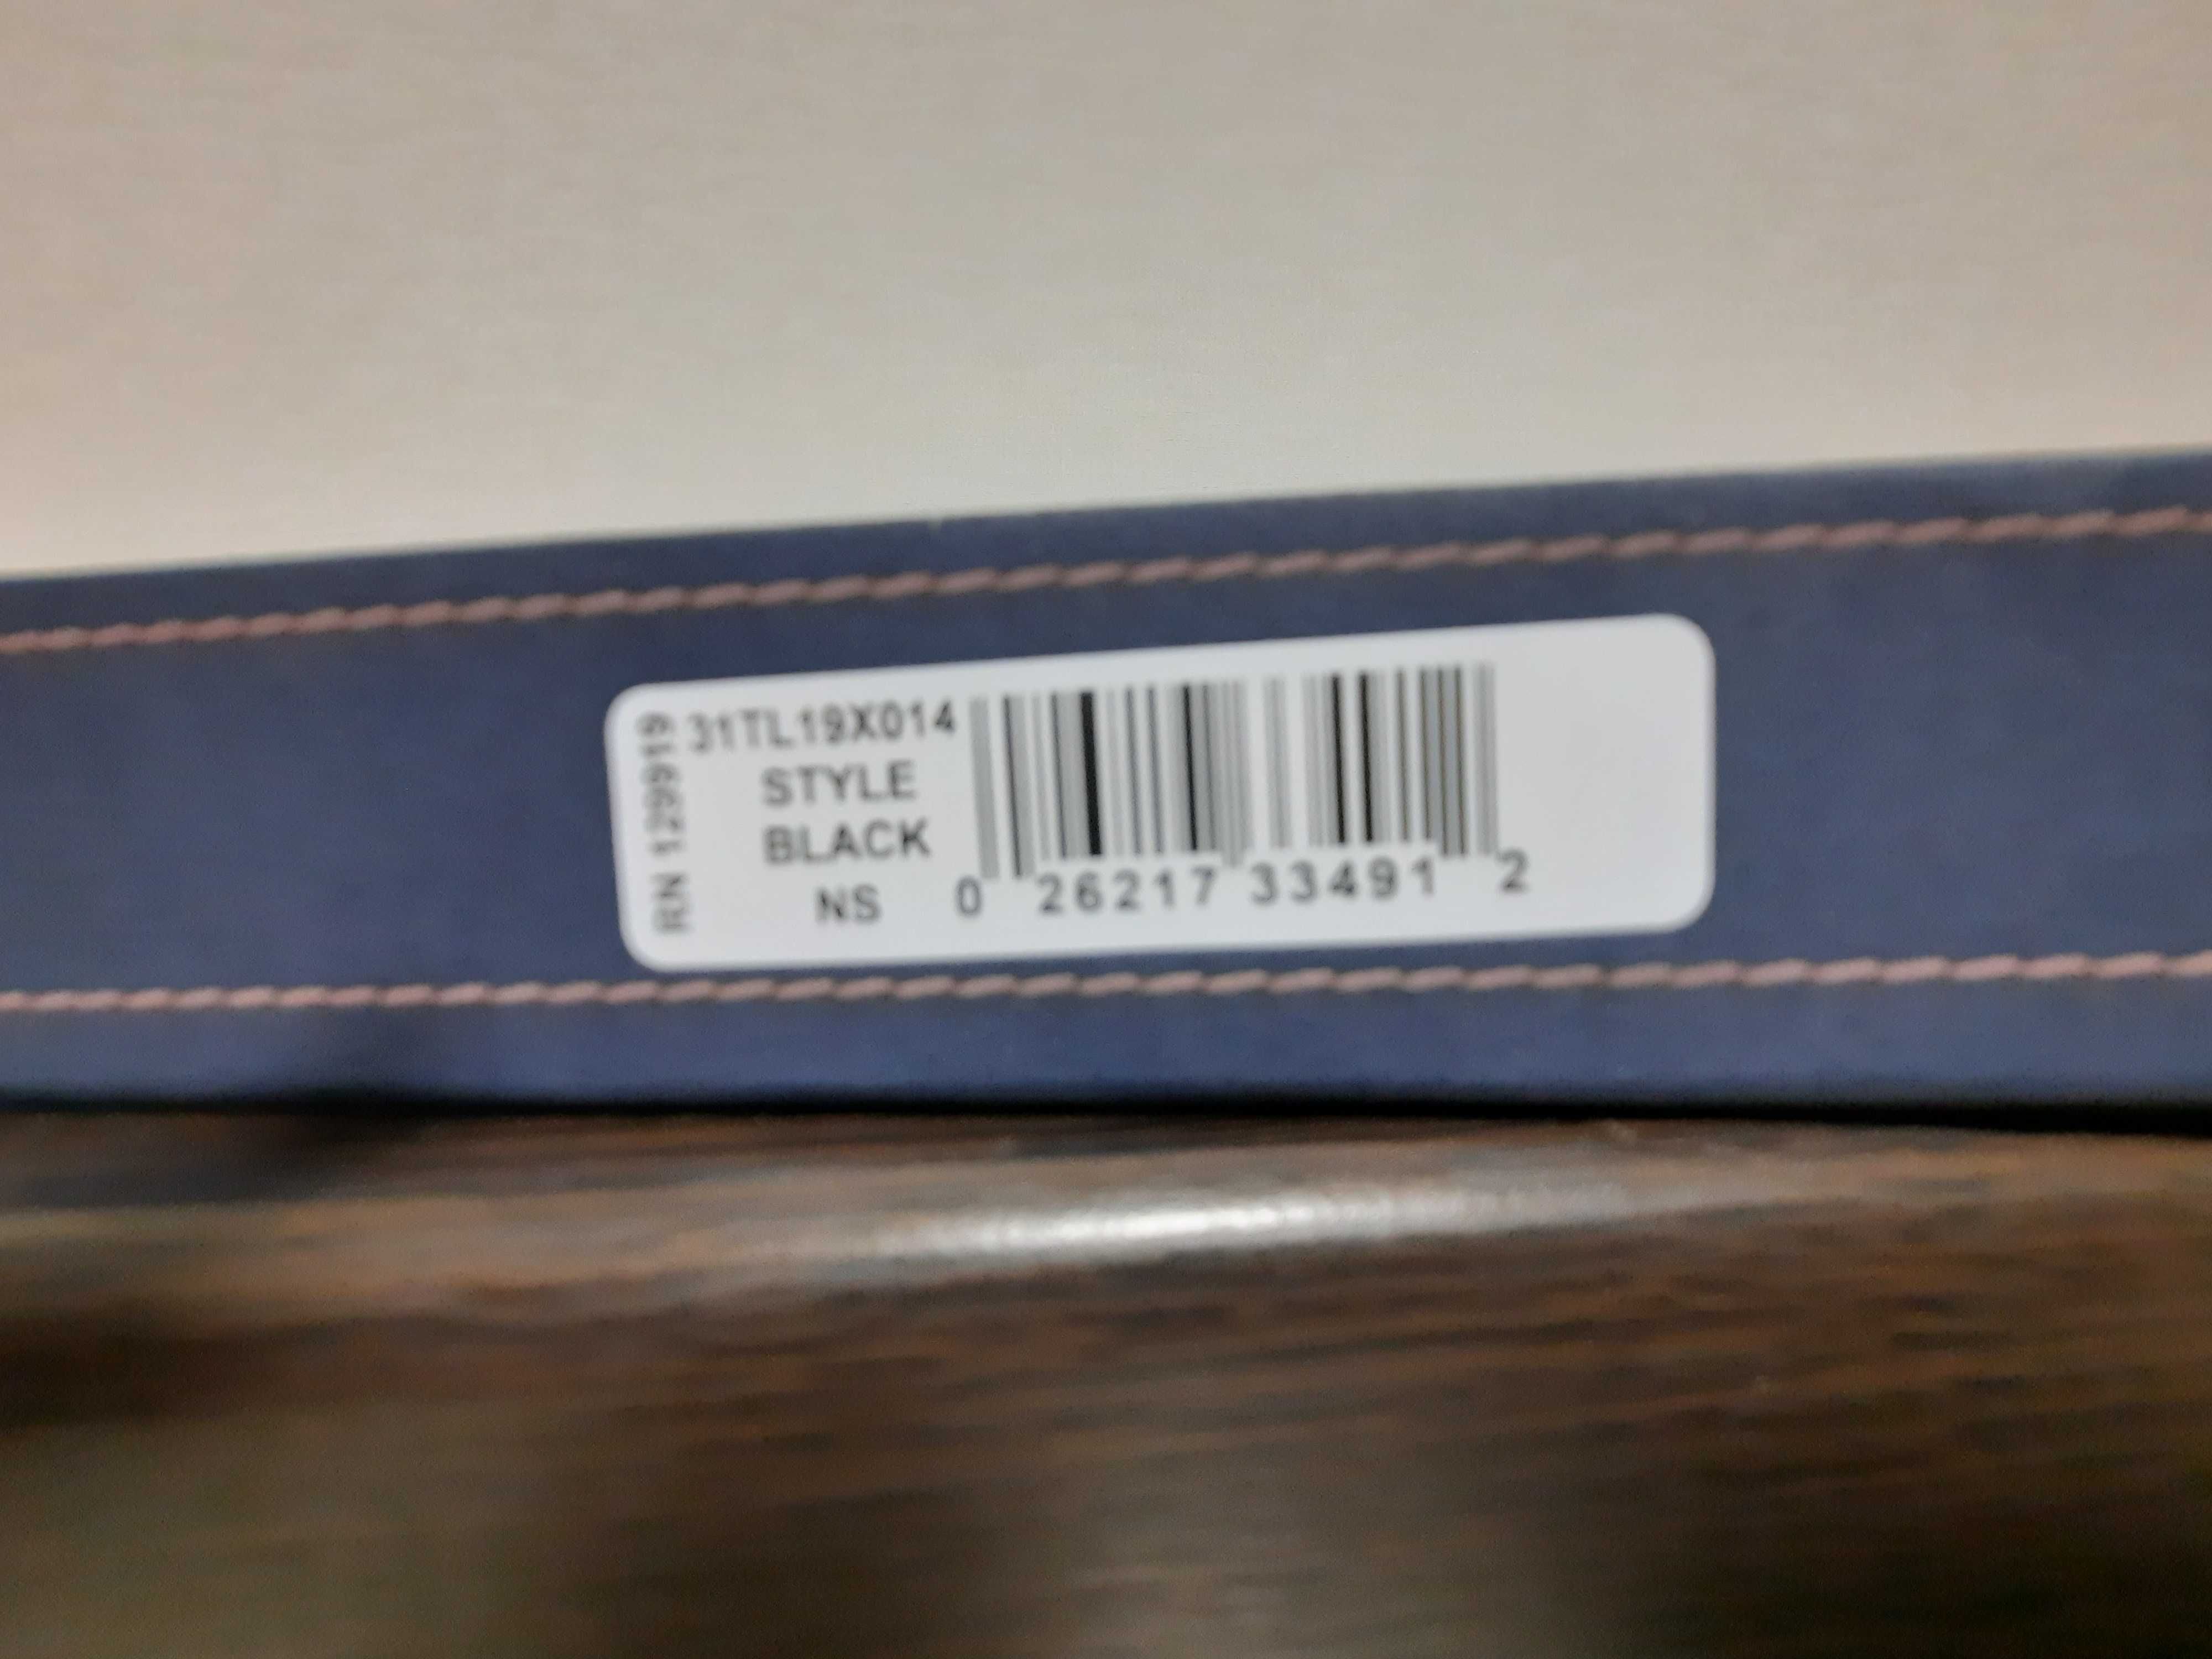 RN 129919
31TL19X014
STYLE
BLACK
NS
0 26217 33491 2